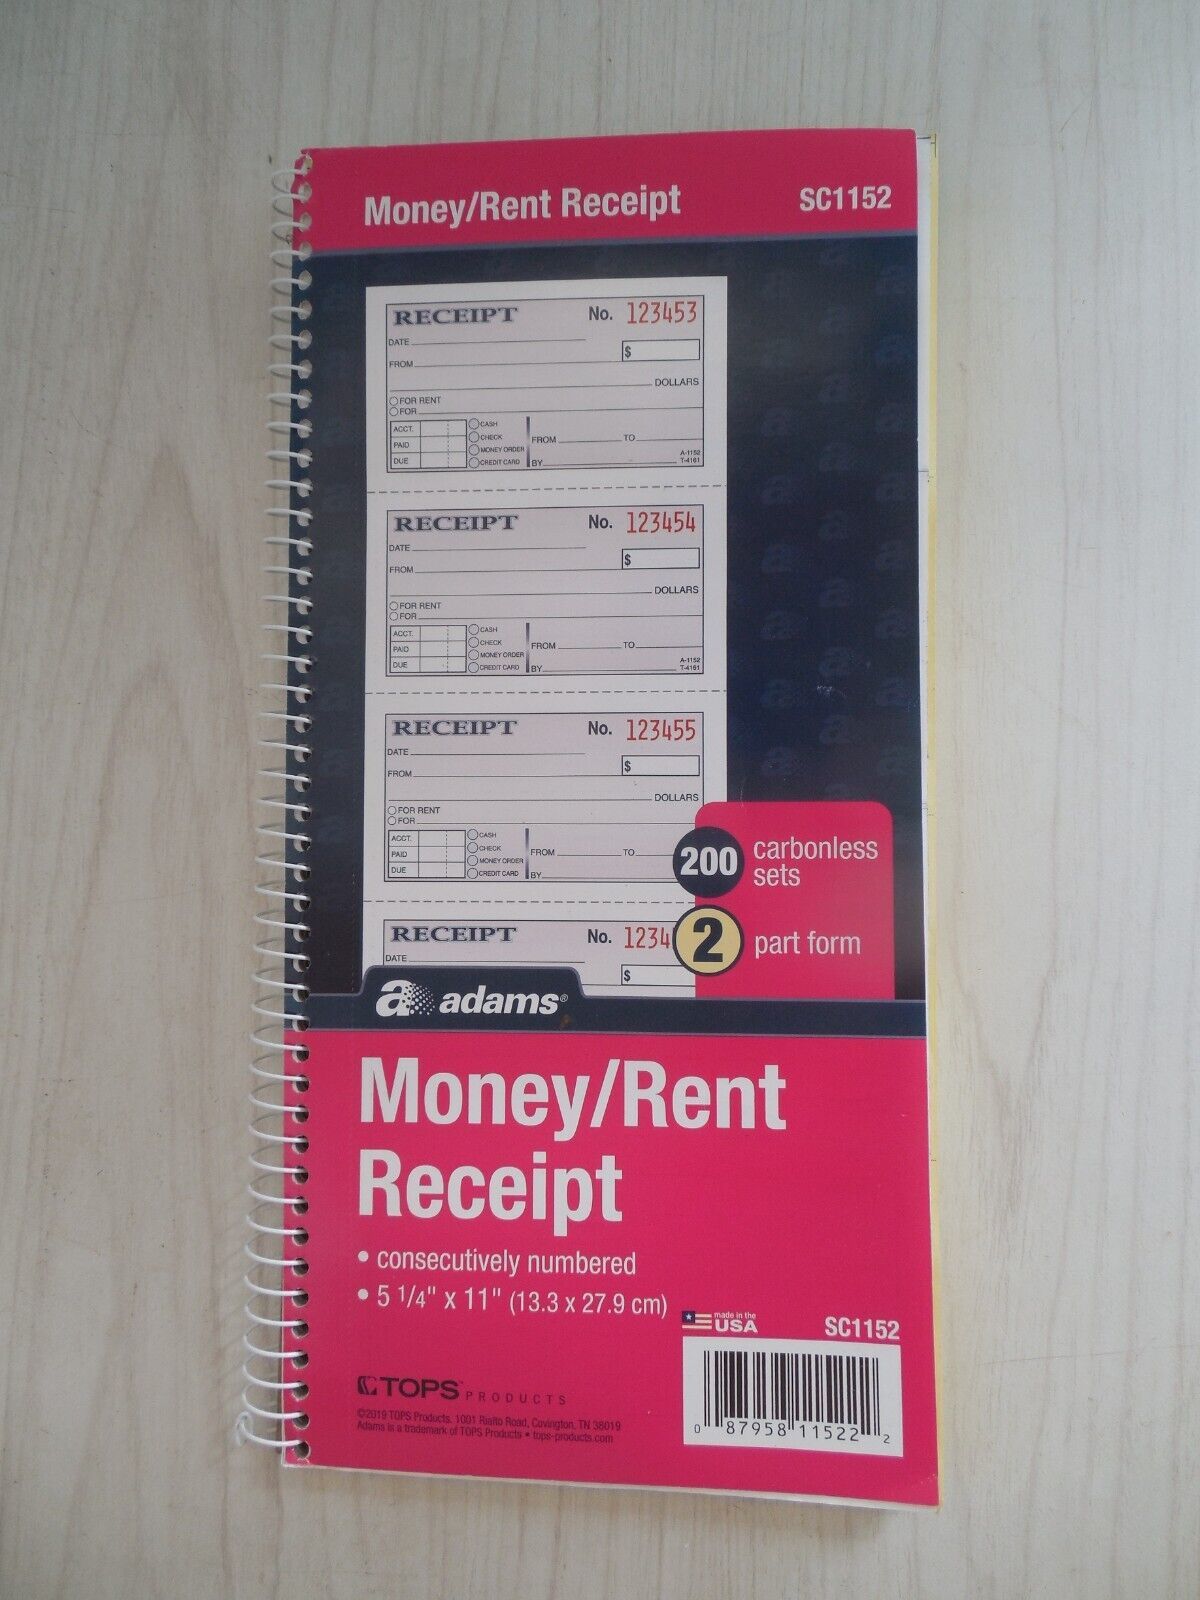 Money/Rent Receipt SC1152
RECEIPT No. 123453
DATE
$
FROM
DOLLARS
FOR RENT
FOR
ACCT.
PAID
DUE
CASH
CHECK
MONEY ORDER
CREDIT CARD
FROM TO
BY
A-1152
T-4161
RECEIPT No. 123454
DATE
$
FROM
DOLLARS
FOR RENT
FOR
ACCT.
PAID
DUE
CASH
CHECK
MONEY ORDER
CREDIT CARD
FROM TO
BY
A-1152
T-4161
RECEIPT No. 123455
DATE
$
FROM
DOLLARS
FOR RENT
FOR
ACCT.
PAID
DUE
CASH
CHECK
MONEY ORDER
CREDIT CARD
FROM TO
BY
200 carbonless
sets
2 part form
RECEIPT No. 1234
DATE
$
a adams®
Money/Rent
Receipt
• consecutively numbered
• 5 1/4" x 11" (13.3 x 27.9 cm)
made in the
USA
SC1152
TOPS™ PRODUCTS
©2019 TOPS Products, 1001 Rialto Road, Covington, TN 38019
Adams is a trademark of TOPS Products • tops-products.com
0 87958 11522 2